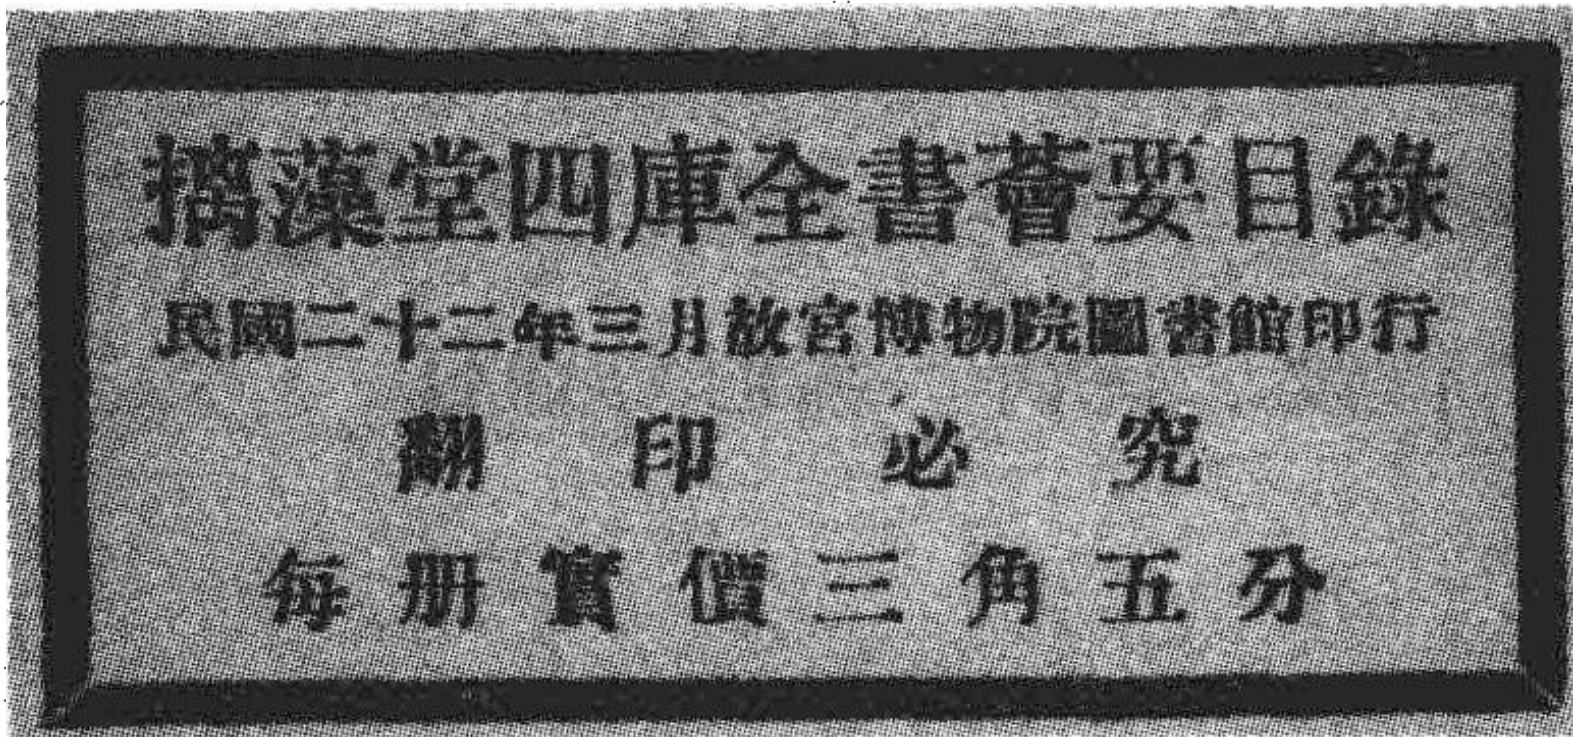 摛藻堂四庫全書薈要目錄
民國二十二年三月故宮博物院圖書館印行
翻印必究
每册實價三角五分